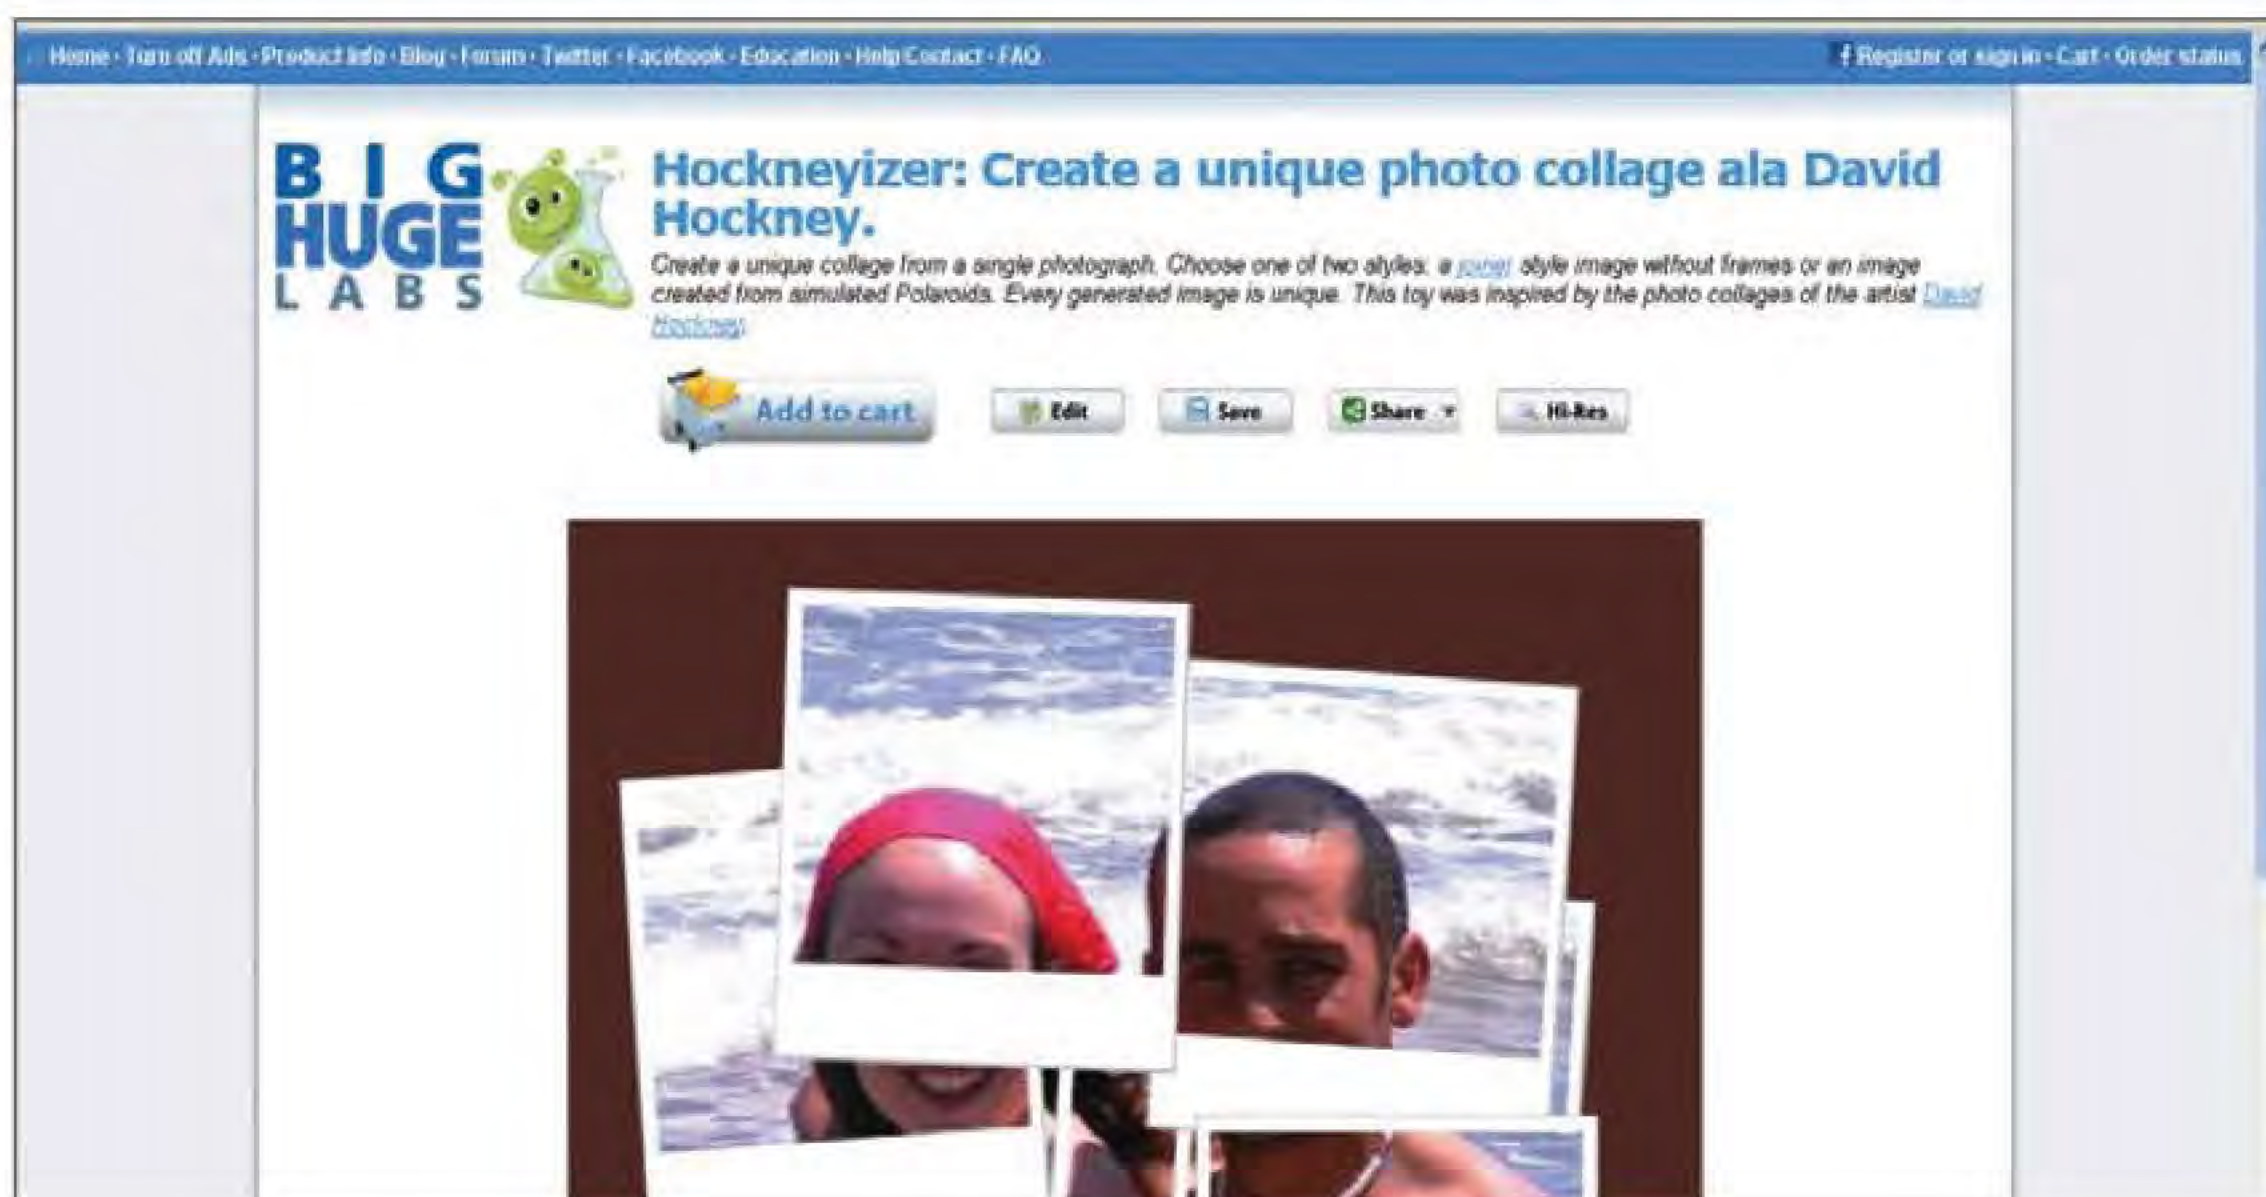 Home · Turn off Ads · Product Info · Blog · Forum · Twitter · Facebook · Education · Help/Contact · FAQ
f Register or sign in · Cart · Order status
BIG
HUGE
LABS
Hockneyizer: Create a unique photo collage ala David
Hockney.
Create a unique collage from a single photograph. Choose one of two styles: a joiner style image without frames or an image
created from simulated Polaroids. Every generated image is unique. This toy was inspired by the photo collages of the artist David
Hockney.
Add to cart
Edit
Save
Share
Hi-Res